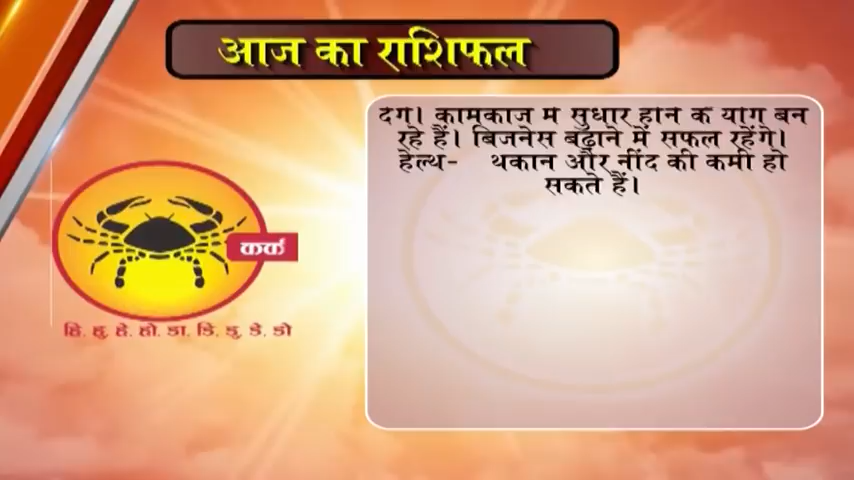 आज का राशिफल
देंगे। कामकाज में सुधार होने के योग बन
रहे हैं। बिजनेस बढ़ाने में सफल रहेंगे।
हेल्थ- थकान और नींद की कमी हो
सकते हैं।
कर्क
हि. हु. हे. हो. डा. डि. डु. डे. डो